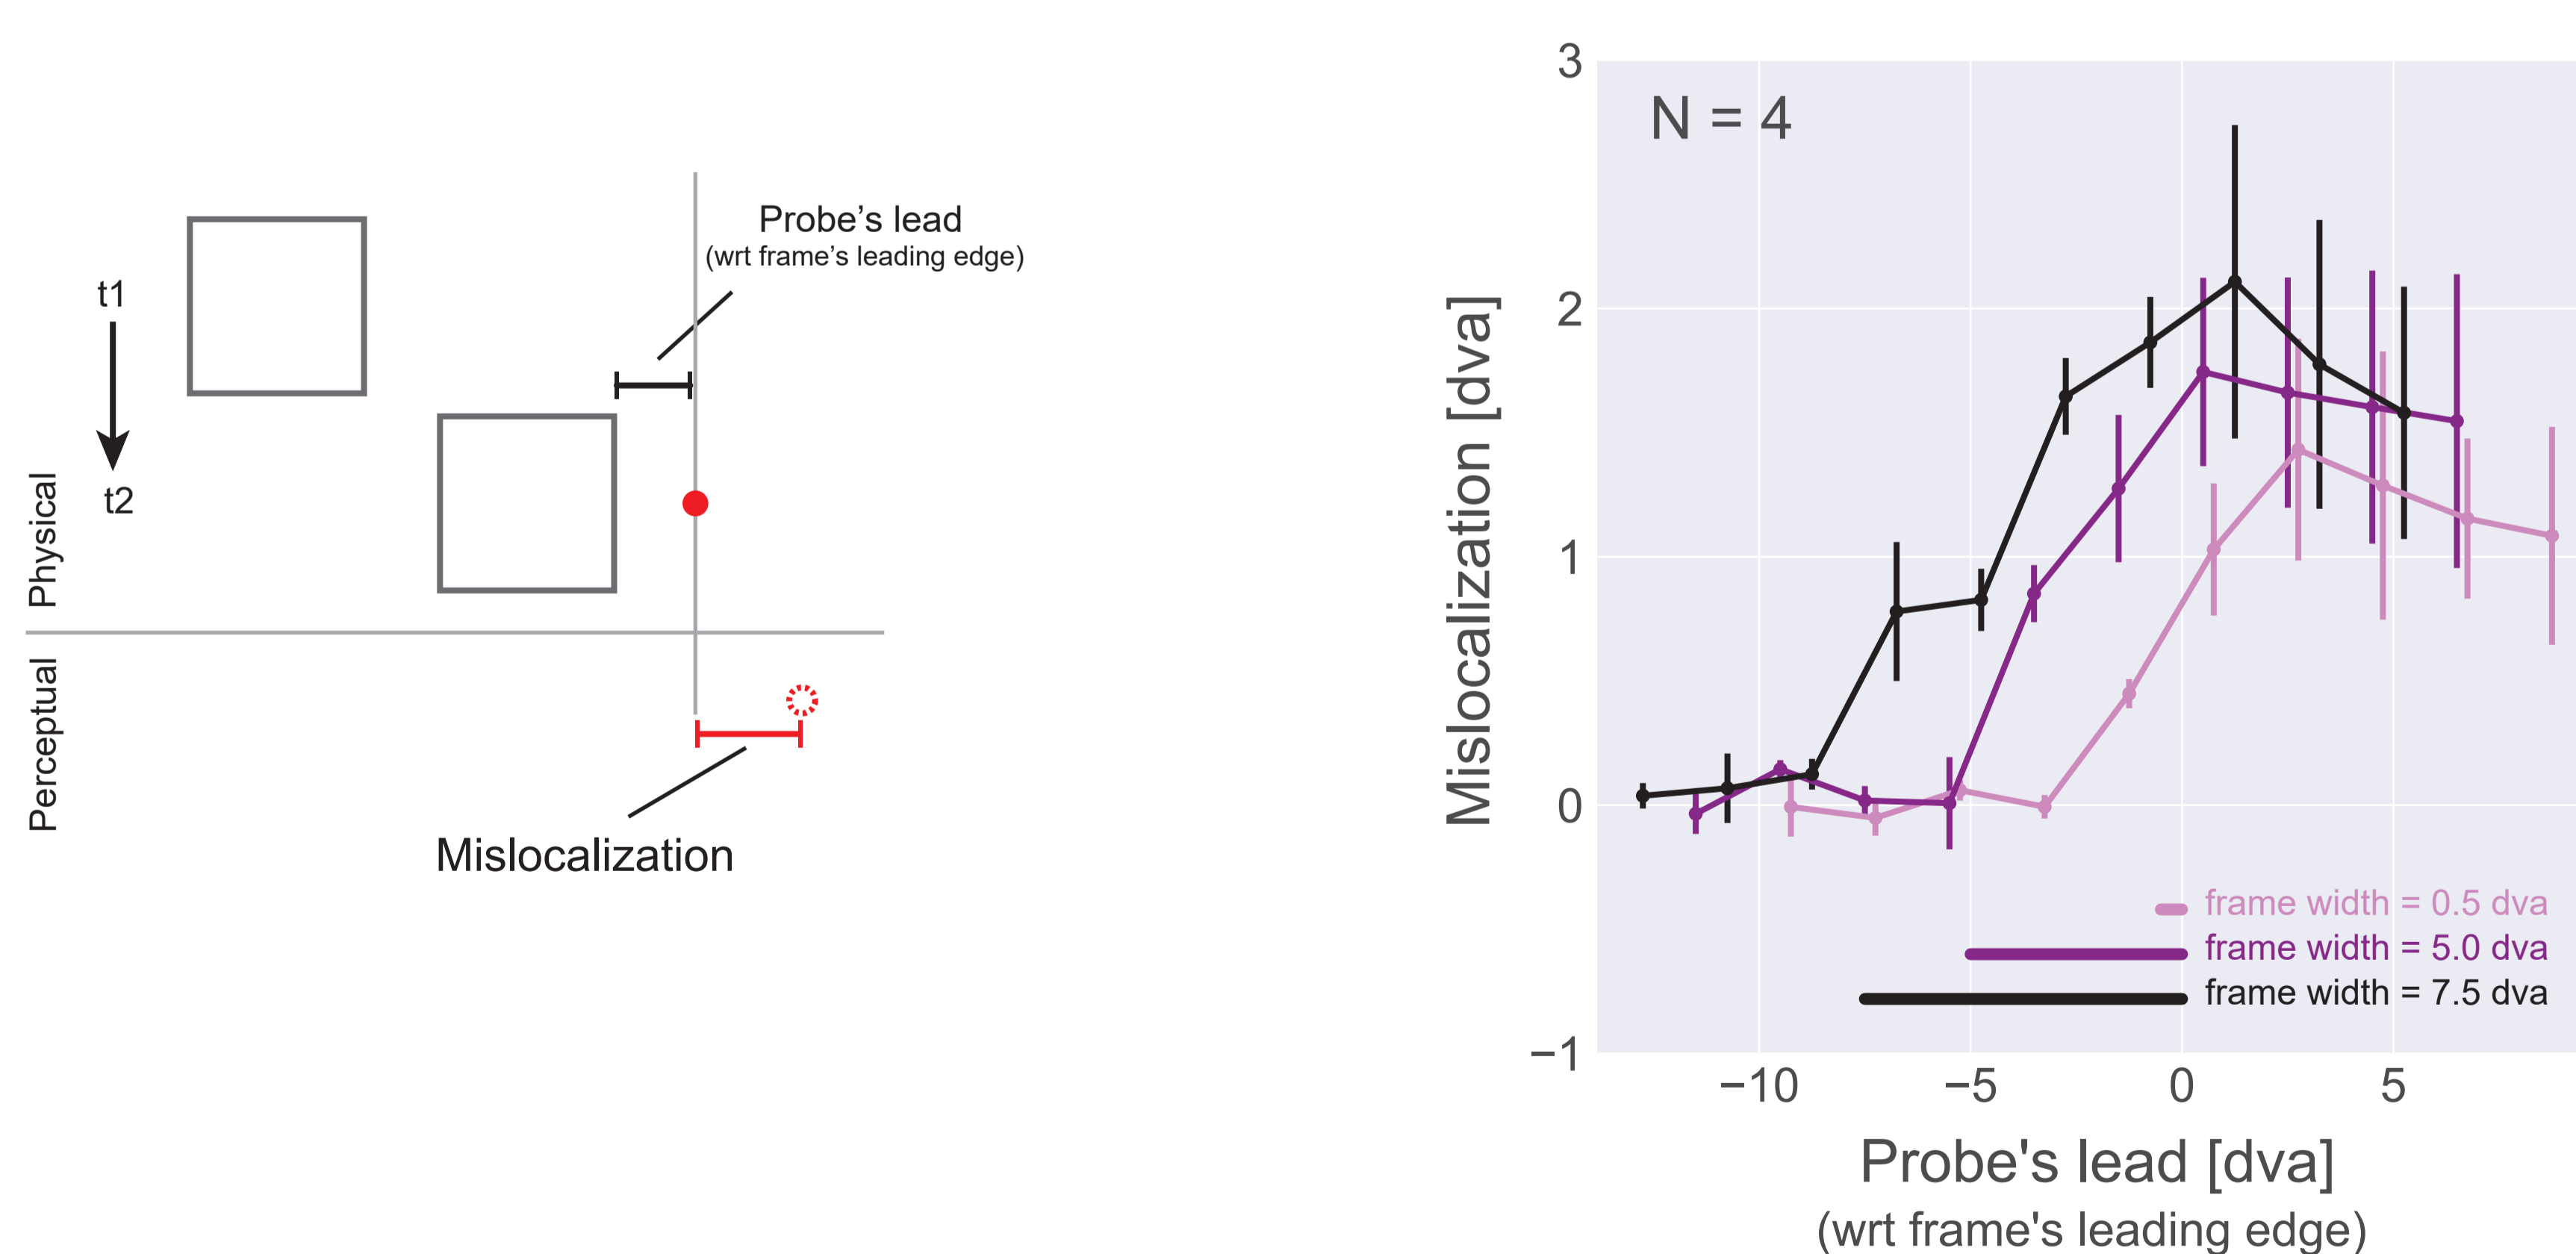 Probe’s lead
(wrt frame’s leading edge)
t1
t2
Physical
Perceptual
Mislocalization
N = 4
Mislocalization [dva]
3
2
1
0
−1
frame width = 0.5 dva
frame width = 5.0 dva
frame width = 7.5 dva
−10 −5 0 5
Probe's lead [dva]
(wrt frame's leading edge)